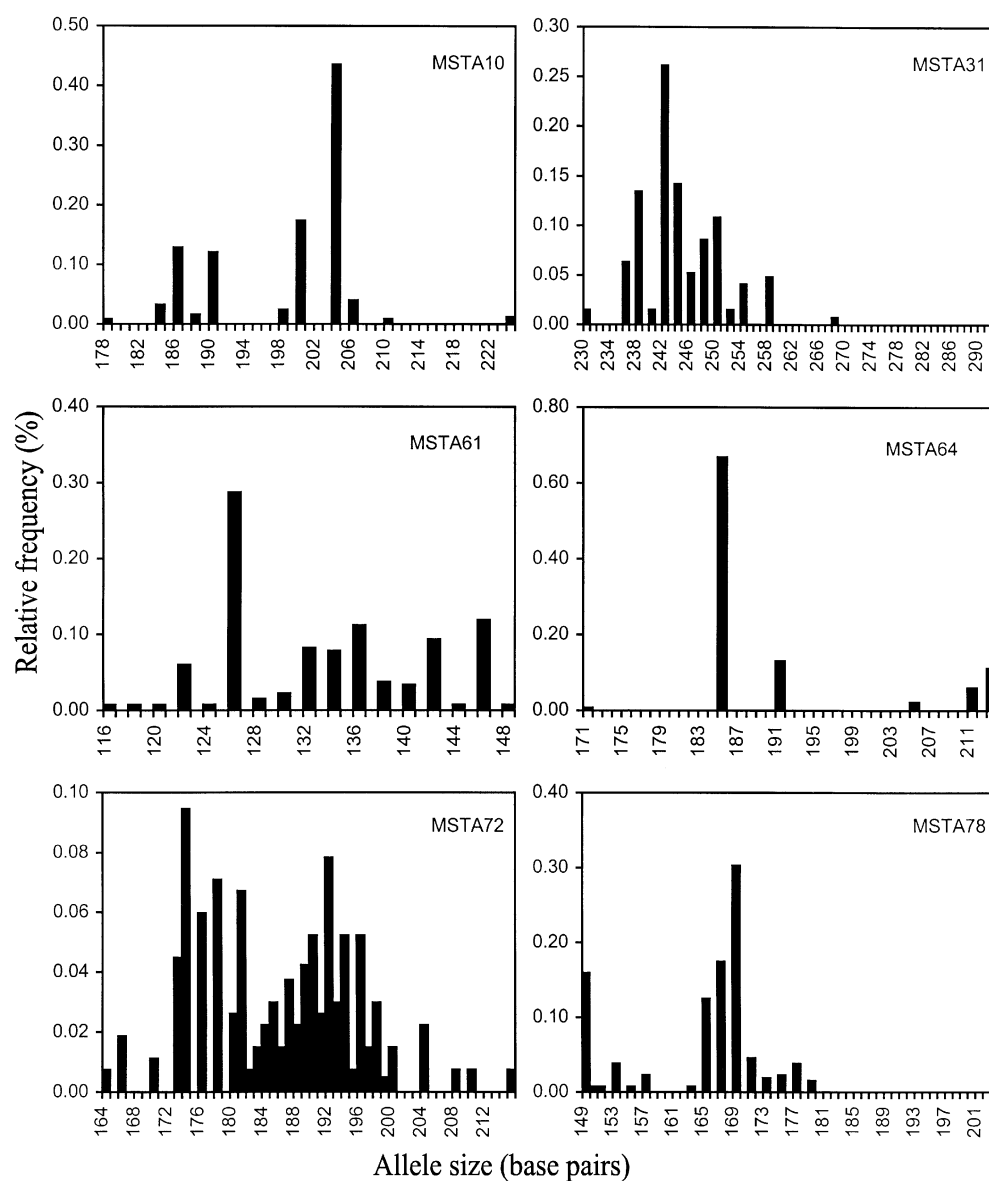 0.50
0.40
0.30
0.20
0.10
0.00
MSTA10
178 182 186 190 194 198 202 206 210 214 218 222
0.30
0.25
0.20
0.15
0.10
0.05
0.00
MSTA31
230 234 238 242 246 250 254 258 262 266 270 274 278 282 286 290
Relative frequency (%)
0.40
0.30
0.20
0.10
0.00
MSTA61
116 120 124 128 132 136 140 144 148
0.80
0.60
0.40
0.20
0.00
MSTA64
171 175 179 183 187 191 195 199 203 207 211
0.10
0.08
0.06
0.04
0.02
0.00
MSTA72
164 168 172 176 180 184 188 192 196 200 204 208 212
0.40
0.30
0.20
0.10
0.00
MSTA78
149 153 157 161 165 169 173 177 181 185 189 193 197 201
Allele size (base pairs)